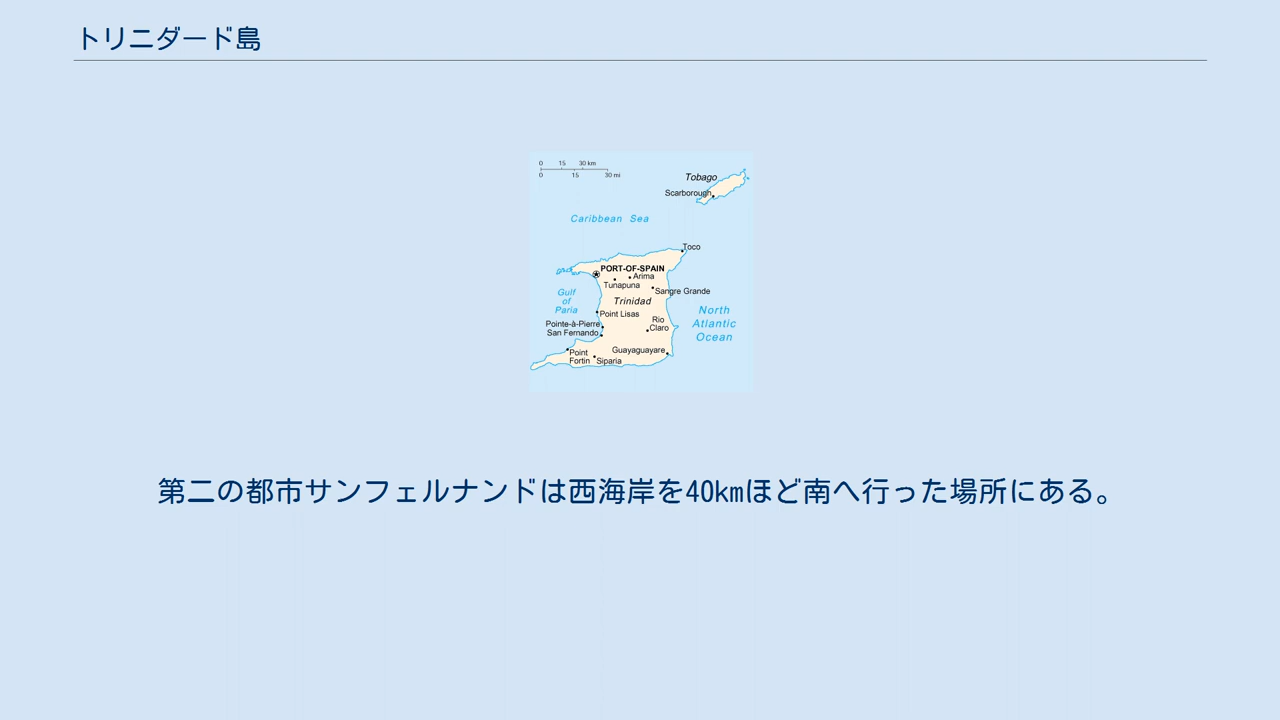 トリニダード島
0 15 30 km
0 15 30 mi
Tobago
Scarborough
Caribbean Sea
Toco
PORT-OF-SPAIN
Arima
Tunapuna
Sangre Grande
Gulf
of
Paria
Trinidad
North
Atlantic
Ocean
Point Lisas
Rio
Claro
Pointe-à-Pierre
San Fernando
Guayaguayare
Point
Fortin
Siparia
第二の都市サンフェルナンドは西海岸を40kmほど南へ行った場所にある。